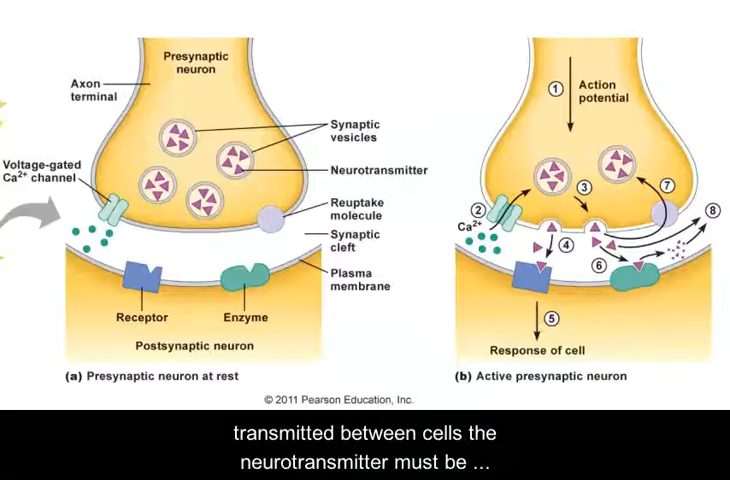 Presynaptic
neuron
Axon
terminal
Synaptic
vesicles
Voltage-gated
Ca2+ channel
Neurotransmitter
Reuptake
molecule
Synaptic
cleft
Plasma
membrane
Receptor
Enzyme
Postsynaptic neuron
(a) Presynaptic neuron at rest
1
Action
potential
2
Ca2+
3
4
5
6
7
8
Response of cell
(b) Active presynaptic neuron
© 2011 Pearson Education, Inc.
transmitted between cells the
neurotransmitter must be ...